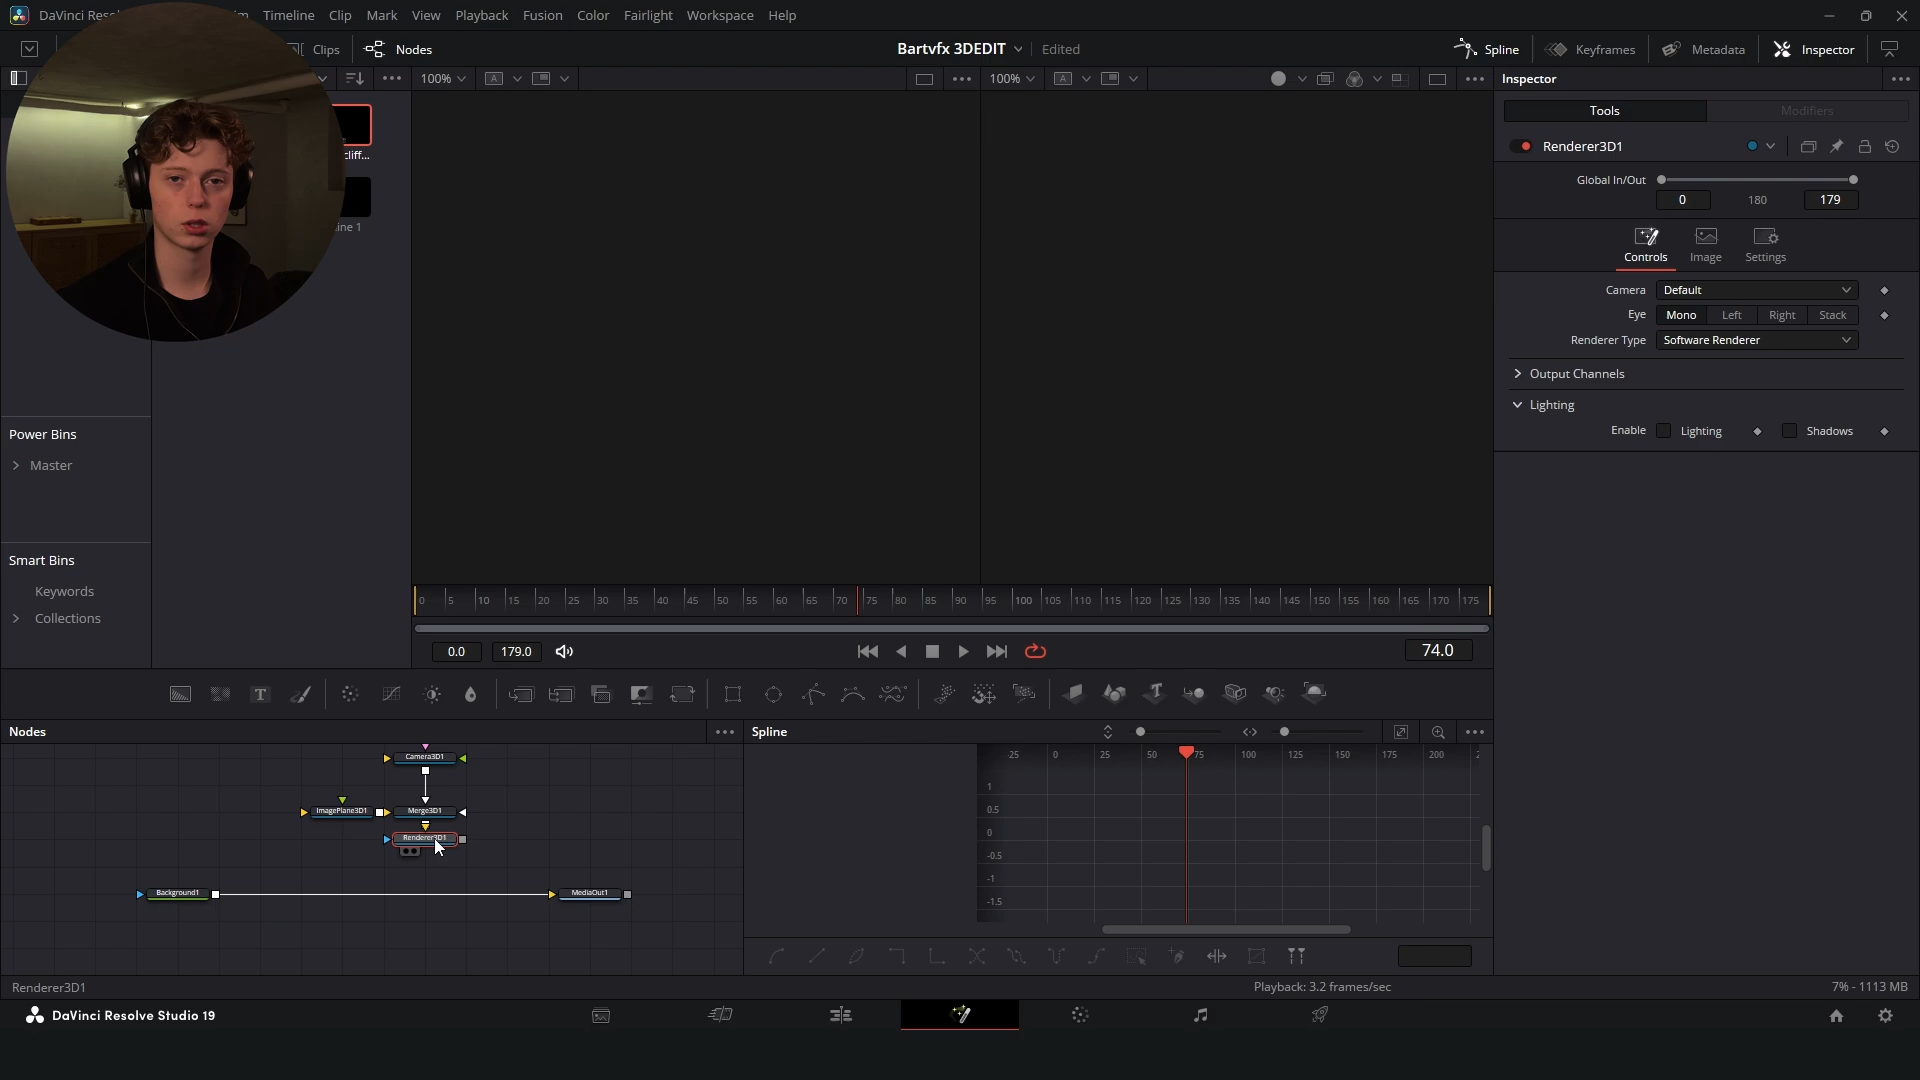 DaVinci Reso
Timeline
Clip
Mark
View
Playback
Fusion
Color
Fairlight
Workspace
Help
Clips
Nodes
Bartvfx 3DEDIT
Edited
Spline
Keyframes
Metadata
Inspector
100%
A
100%
A
Inspector
Tools
Modifiers
Renderer3D1
Global In/Out
0
180
179
Controls
Image
Settings
Camera
Default
Eye
Mono
Left
Right
Stack
Renderer Type
Software Renderer
Output Channels
Lighting
Enable
Lighting
Shadows
cliff...
ine 1
Power Bins
Master
Smart Bins
Keywords
Collections
0 5 10 15 20 25 30 35 40 45 50 55 60 65 70 75 80 85 90 95 100 105 110 115 120 125 130 135 140 145 150 155 160 165 170 175
0.0
179.0
74.0
T
Nodes
Spline
Camera3D1
ImagePlane3D1
Merge3D1
Renderer3D1
Background1
MediaOut1
-25 0 25 50 75 100 125 150 175 200
1
0.5
0
-0.5
-1
-1.5
Renderer3D1
Playback: 3.2 frames/sec
7% - 1113 MB
DaVinci Resolve Studio 19